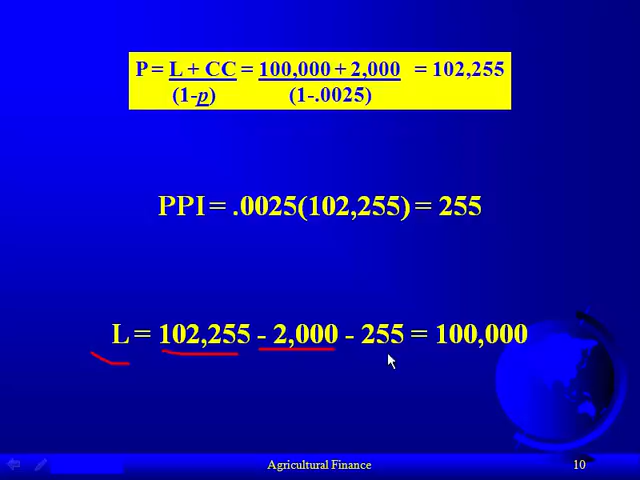 P = L + CC = 100,000 + 2,000 = 102,255
(1-p) (1-.0025)
PPI = .0025(102,255) = 255
L = 102,255 - 2,000 - 255 = 100,000
Agricultural Finance 10